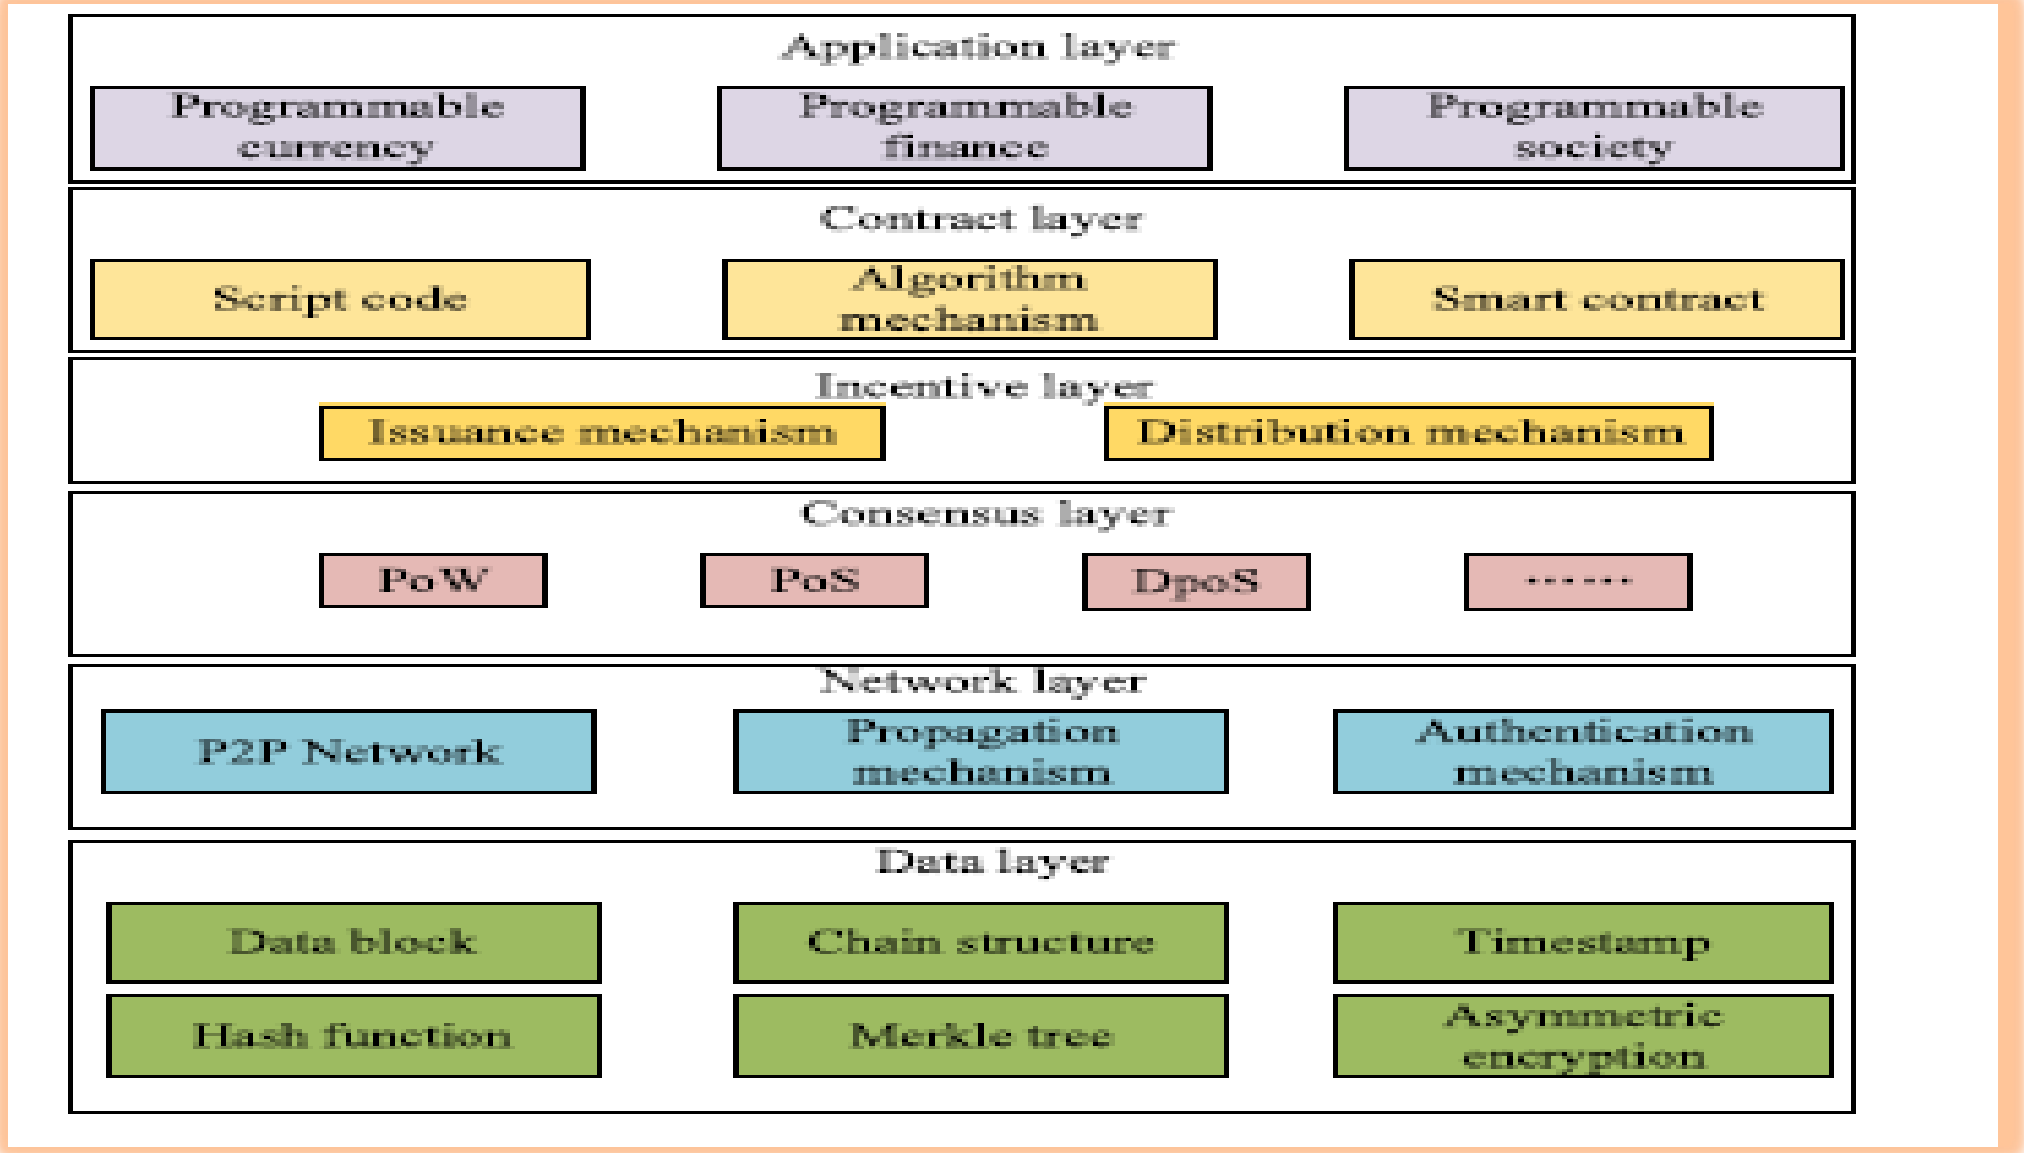 Application layer
Programmable
currency
Programmable
finance
Programmable
society
Contract layer
Script code
Algorithm
mechanism
Smart contract
Incentive layer
Issuance mechanism
Distribution mechanism
Consensus layer
PoW
PoS
DpoS
······
Network layer
P2P Network
Propagation
mechanism
Authentication
mechanism
Data layer
Data block
Chain structure
Timestamp
Hash function
Merkle tree
Asymmetric
encryption